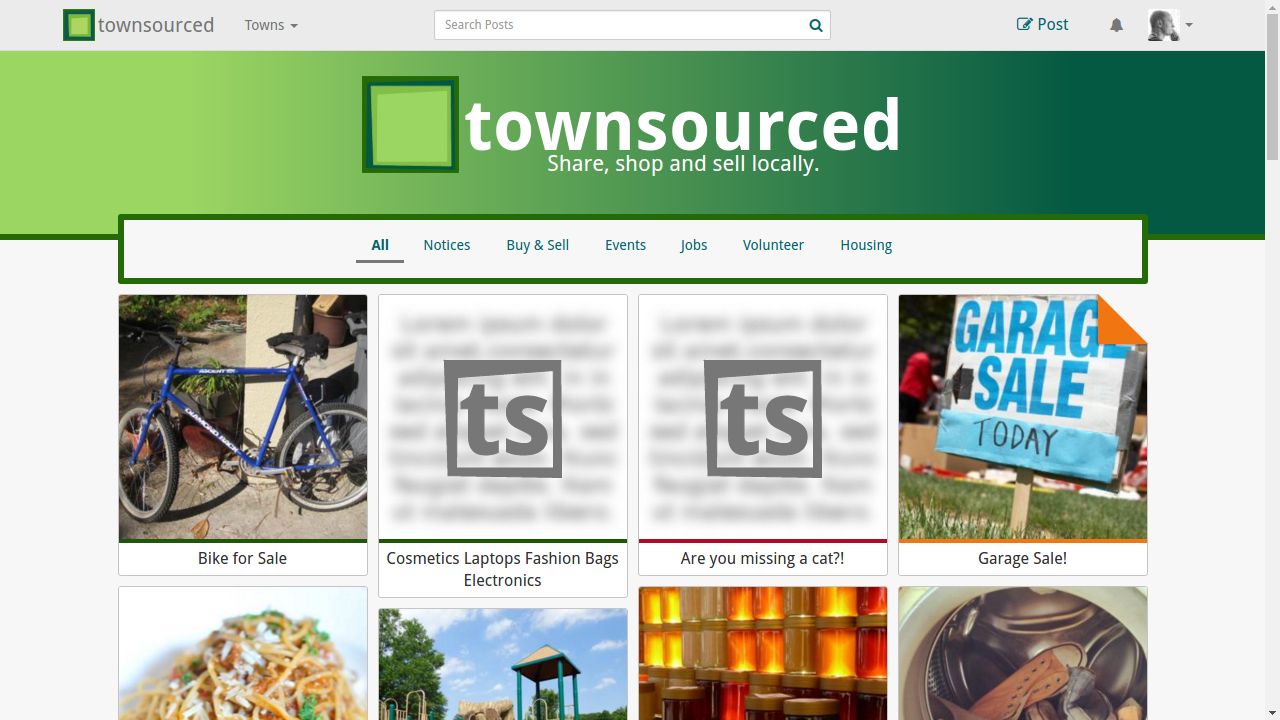 townsourced
Towns
Search Posts
Post
townsourced
Share, shop and sell locally.
All
Notices
Buy & Sell
Events
Jobs
Volunteer
Housing
ts
ts
GARAGE
SALE
TODAY
Bike for Sale
Cosmetics Laptops Fashion Bags
Electronics
Are you missing a cat?!
Garage Sale!